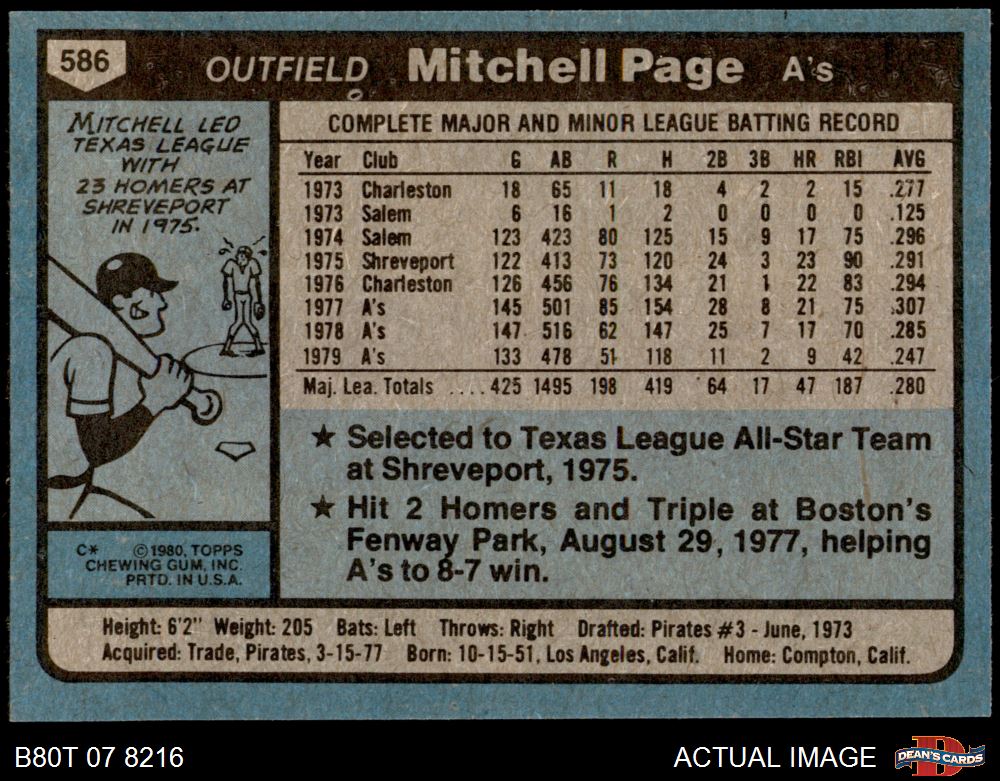 586 OUTFIELD Mitchell Page A's
MITCHELL LED
TEXAS LEAGUE
WITH
23 HOMERS AT
SHREVEPORT
IN 1975.
COMPLETE MAJOR AND MINOR LEAGUE BATTING RECORD
Year Club G AB R H 2B 3B HR RBI AVG
1973 Charleston 18 65 11 18 4 2 2 15 .277
1973 Salem 6 16 1 2 0 0 0 0 .125
1974 Salem 123 423 80 125 15 9 17 75 .296
1975 Shreveport 122 413 73 120 24 3 23 90 .291
1976 Charleston 126 456 76 134 21 1 22 83 .294
1977 A's 145 501 85 154 28 8 21 75 .307
1978 A's 147 516 62 147 25 7 17 70 .285
1979 A's 133 478 51 118 11 2 9 42 .247
Maj. Lea. Totals ....425 1495 198 419 64 17 47 187 .280
★ Selected to Texas League All-Star Team
at Shreveport, 1975.
★ Hit 2 Homers and Triple at Boston's
Fenway Park, August 29, 1977, helping
A's to 8-7 win.
C* ©1980, TOPPS
CHEWING GUM, INC.
PRTD. IN U.S.A.
Height: 6'2" Weight: 205 Bats: Left Throws: Right Drafted: Pirates #3 - June, 1973
Acquired: Trade, Pirates, 3-15-77 Born: 10-15-51, Los Angeles, Calif. Home: Compton, Calif.
B80T 07 8216 ACTUAL IMAGE D DEAN'S CARDS